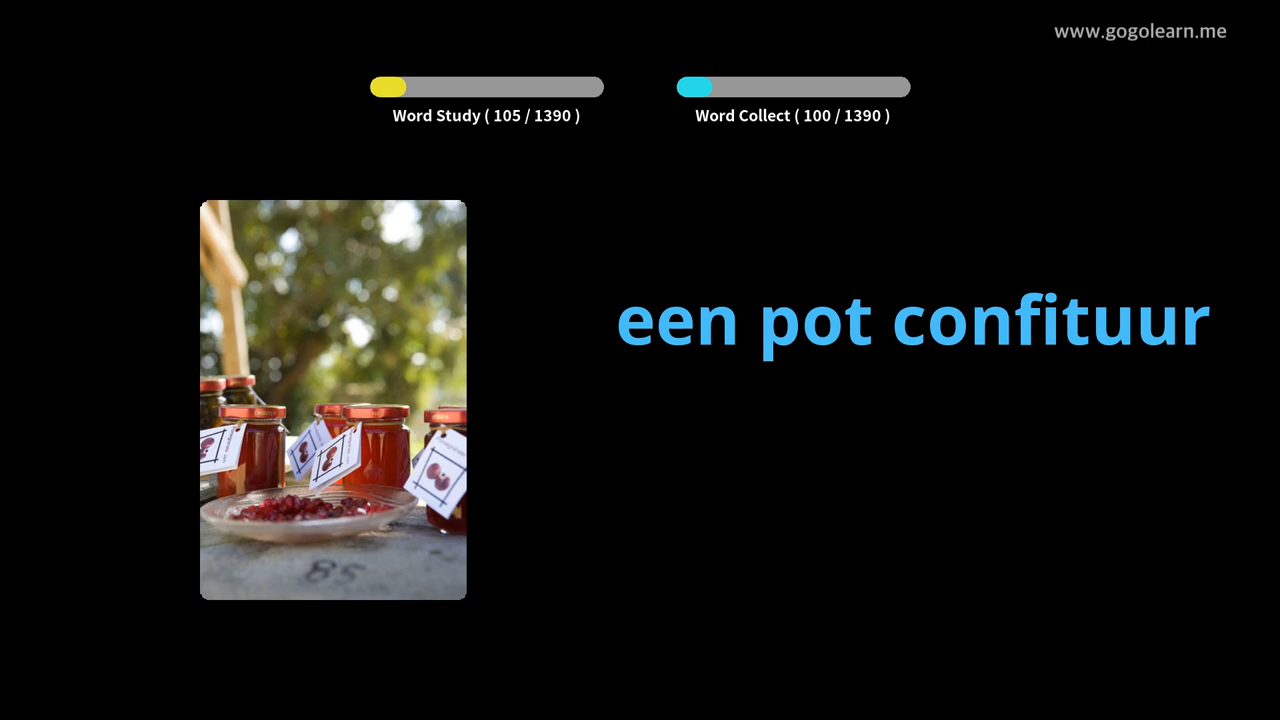 www.gogolearn.me
Word Study ( 105 / 1390 )
Word Collect ( 100 / 1390 )
een pot confituur
85